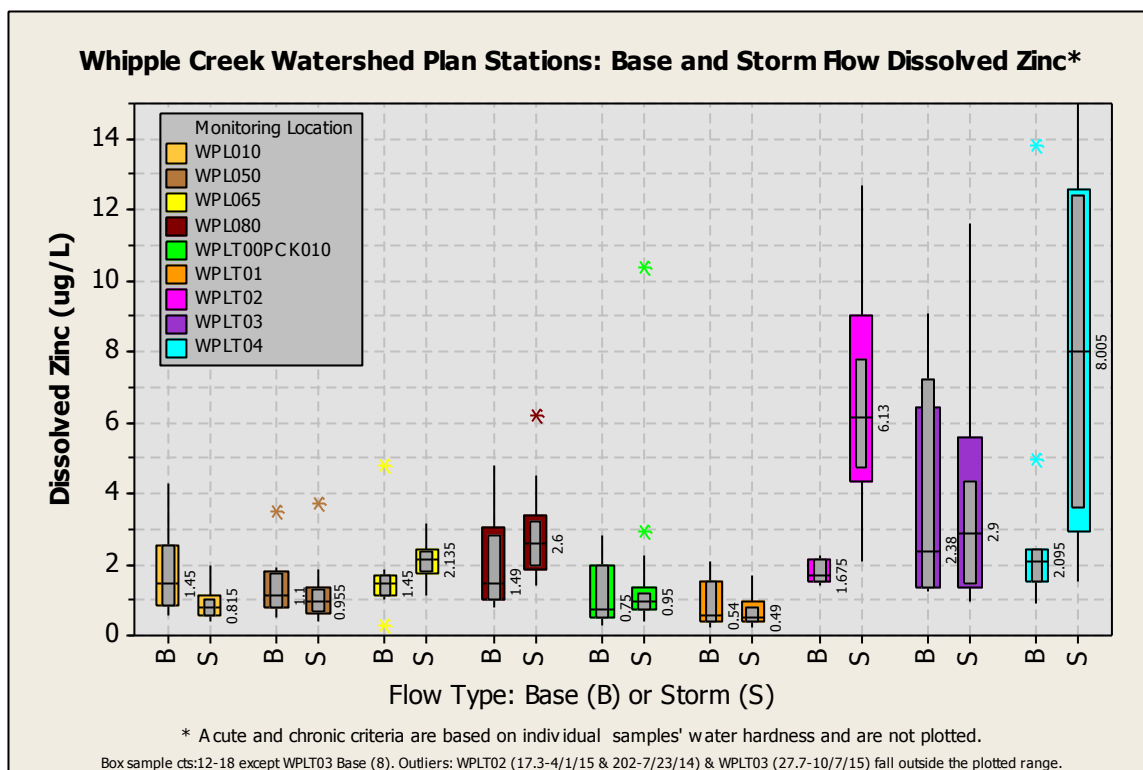 Whipple Creek Watershed Plan Stations: Base and Storm Flow Dissolved Zinc*
Dissolved Zinc (ug/L)
14
12
10
8
6
4
2
0
Monitoring Location
WPL010
WPL050
WPL065
WPL080
WPLT00PCK010
WPLT01
WPLT02
WPLT03
WPLT04
1.45
0.815
1.1
0.955
1.45
2.135
1.49
2.6
0.75
0.95
0.54
0.49
1.675
6.13
2.38
2.9
2.095
8.005
B S B S B S B S B S B S B S B S B S
Flow Type: Base (B) or Storm (S)
* Acute and chronic criteria are based on individual samples' water hardness and are not plotted.
Box sample cts:12-18 except WPLT03 Base (8). Outliers: WPLT02 (17.3-4/1/15 & 202-7/23/14) & WPLT03 (27.7-10/7/15) fall outside the plotted range.